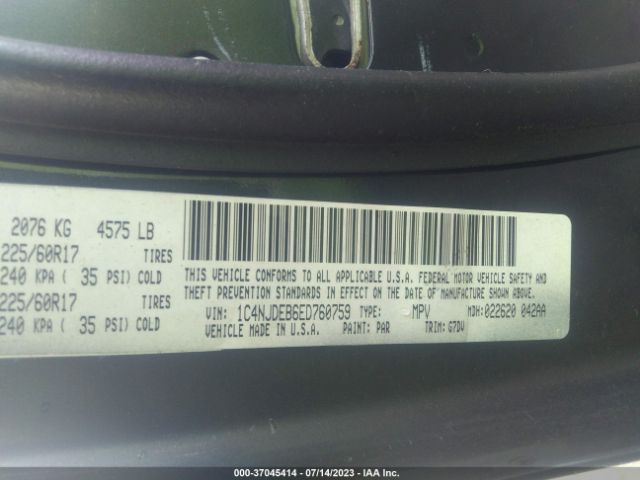 2076 KG 4575 LB
225/60R17 TIRES
240 KPA ( 35 PSI) COLD
225/60R17 TIRES
240 KPA ( 35 PSI) COLD
THIS VEHICLE CONFORMS TO ALL APPLICABLE U.S.A. FEDERAL MOTOR VEHICLE SAFETY AND
THEFT PREVENTION STANDARDS IN EFFECT ON THE DATE OF MANUFACTURE SHOWN ABOVE.
VIN: 1C4NJDEB6ED760759 TYPE: MPV MDH: 022620 042AA
VEHICLE MADE IN U.S.A. PAINT: PAR TRIM: G7DV
000-37045414 - 07/14/2023 - IAA Inc.